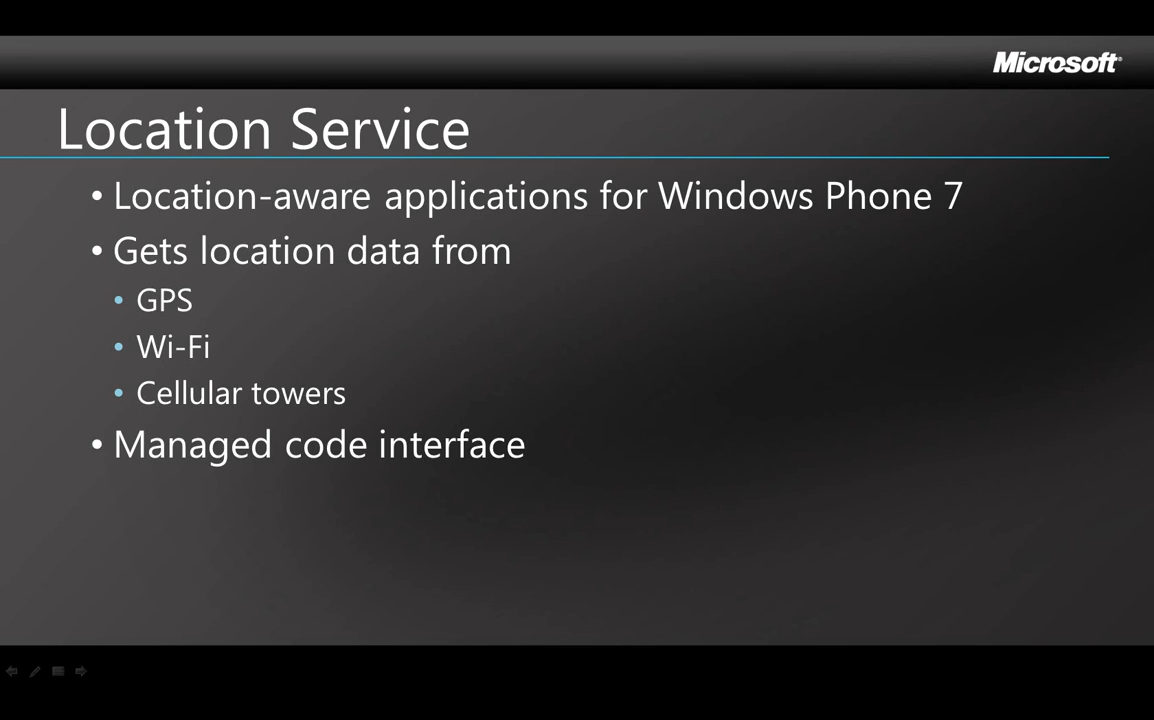 Microsoft®
Location Service
• Location-aware applications for Windows Phone 7
• Gets location data from
• GPS
• Wi-Fi
• Cellular towers
• Managed code interface